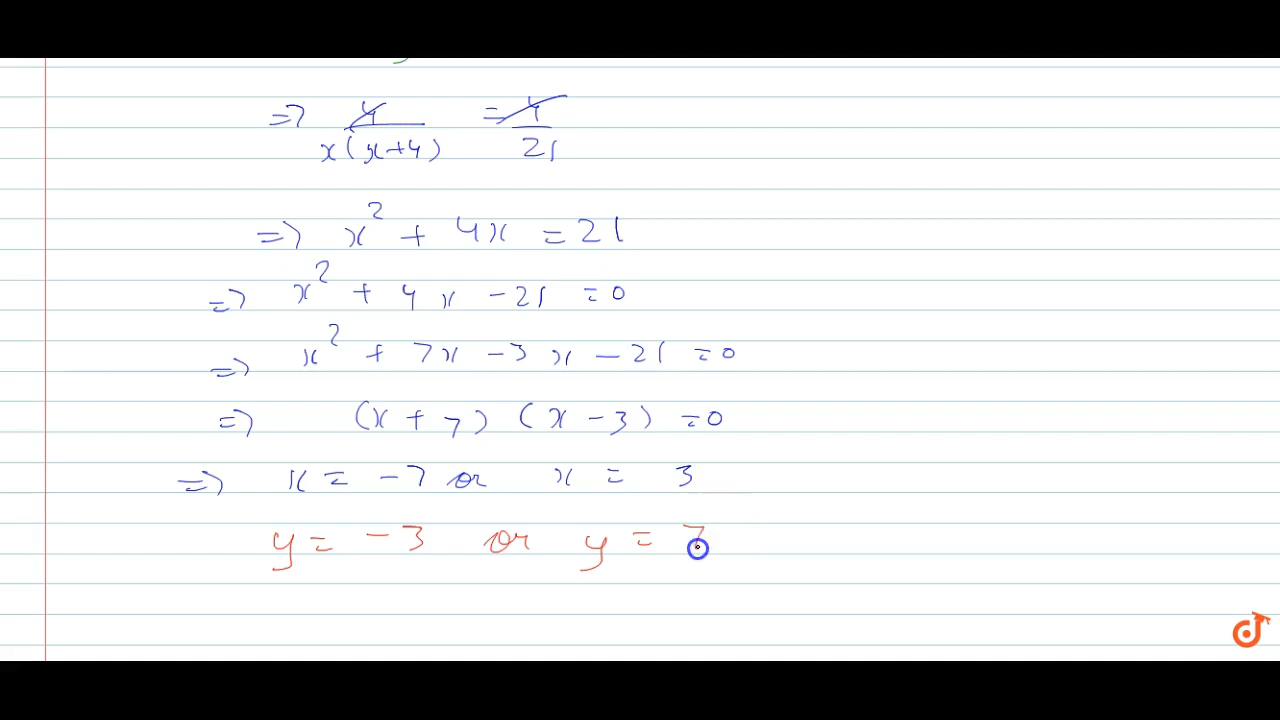 => 4/x(x+4) = 4/21
=> x² + 4x = 21
=> x² + 4x - 21 = 0
=> x² + 7x - 3x - 21 = 0
=> (x + 7) (x - 3) = 0
=> x = -7 or x = 3
y = -3 or y = 7